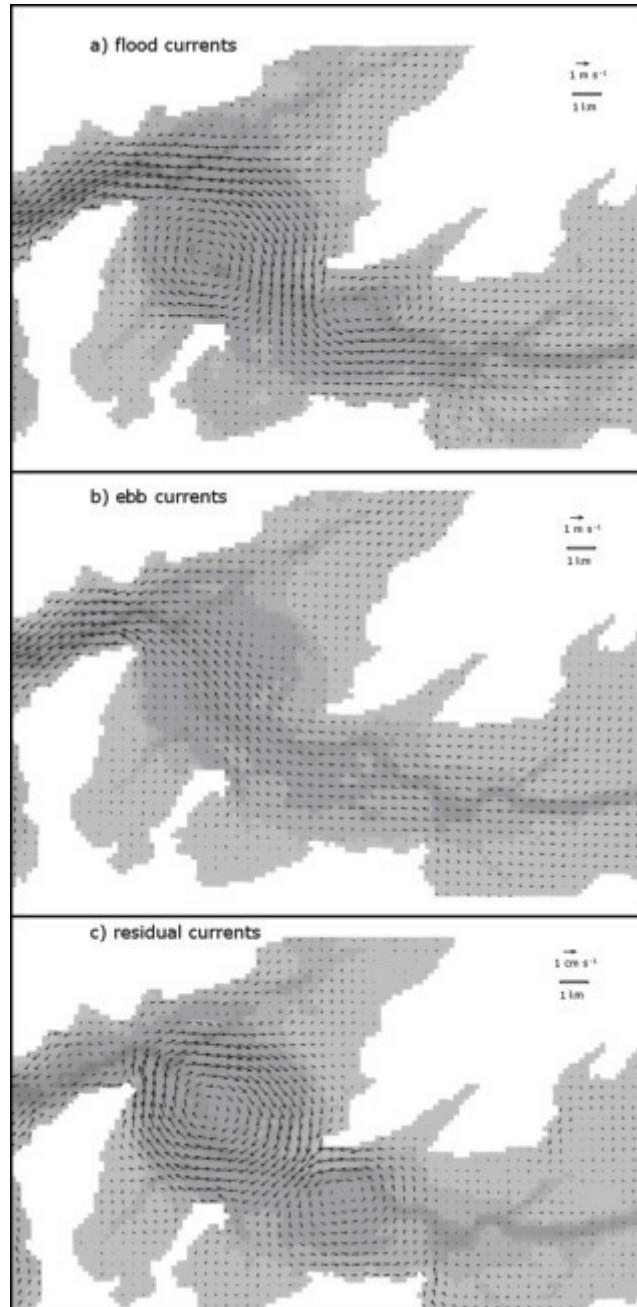 a) flood currents
1 m s⁻¹
1 km
b) ebb currents
1 m s⁻¹
1 km
c) residual currents
1 cm s⁻¹
1 km